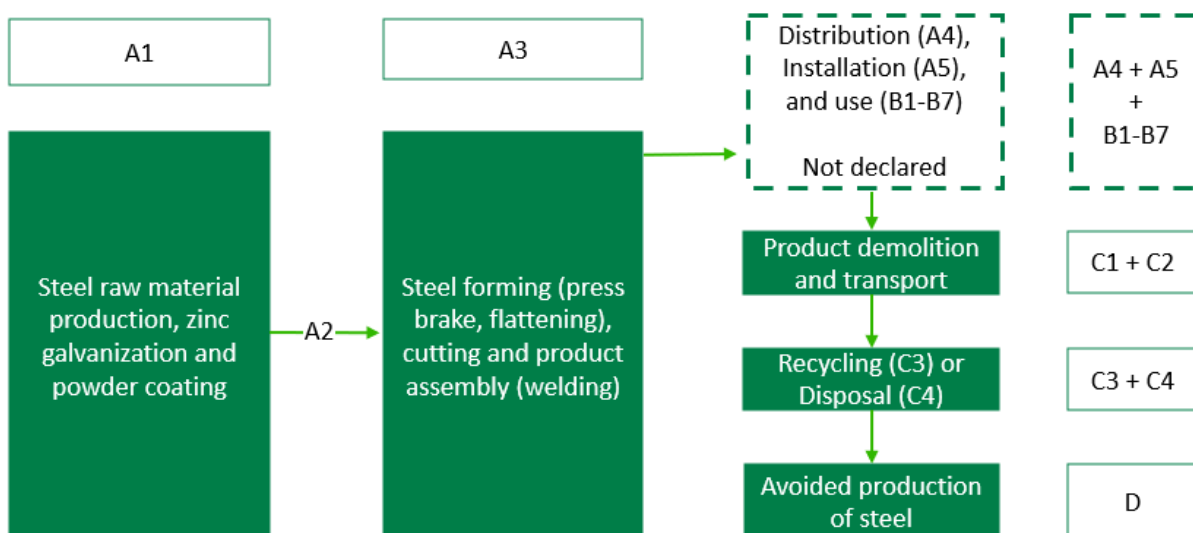 A1
A3
Distribution (A4),
Installation (A5),
and use (B1-B7)
Not declared
A4 + A5
+
B1-B7
Steel raw material
production, zinc
galvanization and
powder coating
A2
Steel forming (press
brake, flattening),
cutting and product
assembly (welding)
Product demolition
and transport
C1 + C2
Recycling (C3) or
Disposal (C4)
C3 + C4
Avoided production
of steel
D